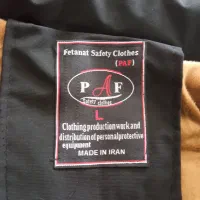 Fetanat Safety Clothes
(PAF)
P A F
Safety clothes
L
Clothing production work and
distribution of personal protective
equipment
MADE IN IRAN